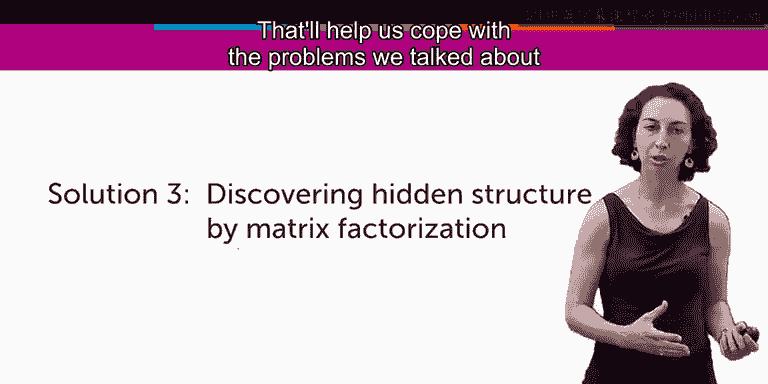 That'll help us cope with
the problems we talked about
Solution 3: Discovering hidden structure
by matrix factorization